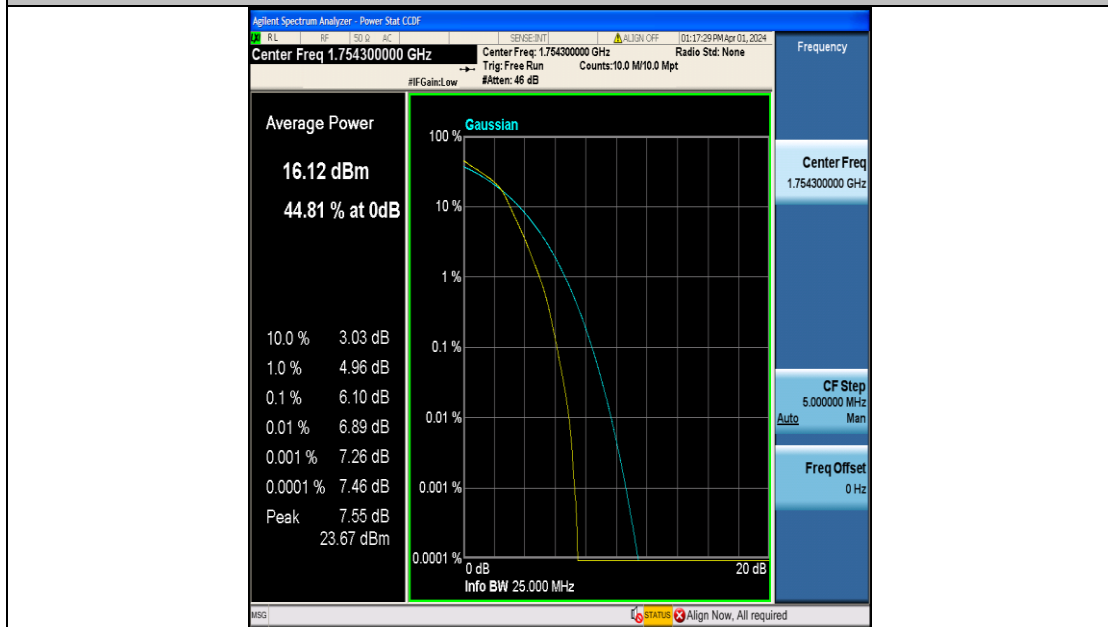 Agilent Spectrum Analyzer - Power Stat CCDF
RL RF 50 Ω AC SENSE:INT ALIGN OFF 01:17:29 PM Apr 01, 2024
Center Freq 1.754300000 GHz
Center Freq: 1.754300000 GHz Radio Std: None
Trig: Free Run Counts:10.0 M/10.0 Mpt
#IFGain:Low #Atten: 46 dB
Average Power
16.12 dBm
44.81 % at 0dB
10.0 % 3.03 dB
1.0 % 4.96 dB
0.1 % 6.10 dB
0.01 % 6.89 dB
0.001 % 7.26 dB
0.0001 % 7.46 dB
Peak 7.55 dB
23.67 dBm
Gaussian
100 %
10 %
1 %
0.1 %
0.01 %
0.001 %
0.0001 %
0 dB 20 dB
Info BW 25.000 MHz
Frequency
Center Freq
1.754300000 GHz
CF Step
5.000000 MHz
Auto Man
Freq Offset
0 Hz
MSG STATUS Align Now, All required